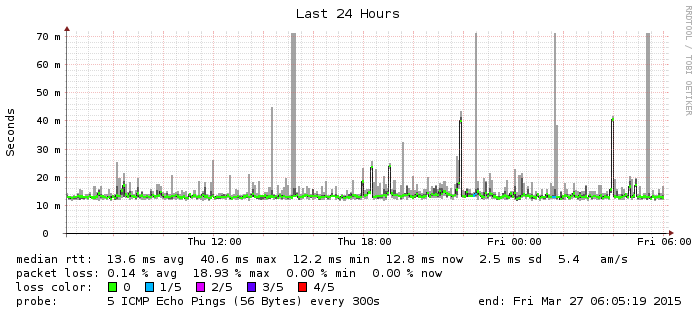 Last 24 Hours
RRDTOOL / TOBI OETIKER
Seconds
70 m
60 m
50 m
40 m
30 m
20 m
10 m
0
Thu 12:00 Thu 18:00 Fri 00:00 Fri 06:00
median rtt: 13.6 ms avg 40.6 ms max 12.2 ms min 12.8 ms now 2.5 ms sd 5.4 am/s
packet loss: 0.14 % avg 18.93 % max 0.00 % min 0.00 % now
loss color: 0 1/5 2/5 3/5 4/5
probe: 5 ICMP Echo Pings (56 Bytes) every 300s end: Fri Mar 27 06:05:19 2015